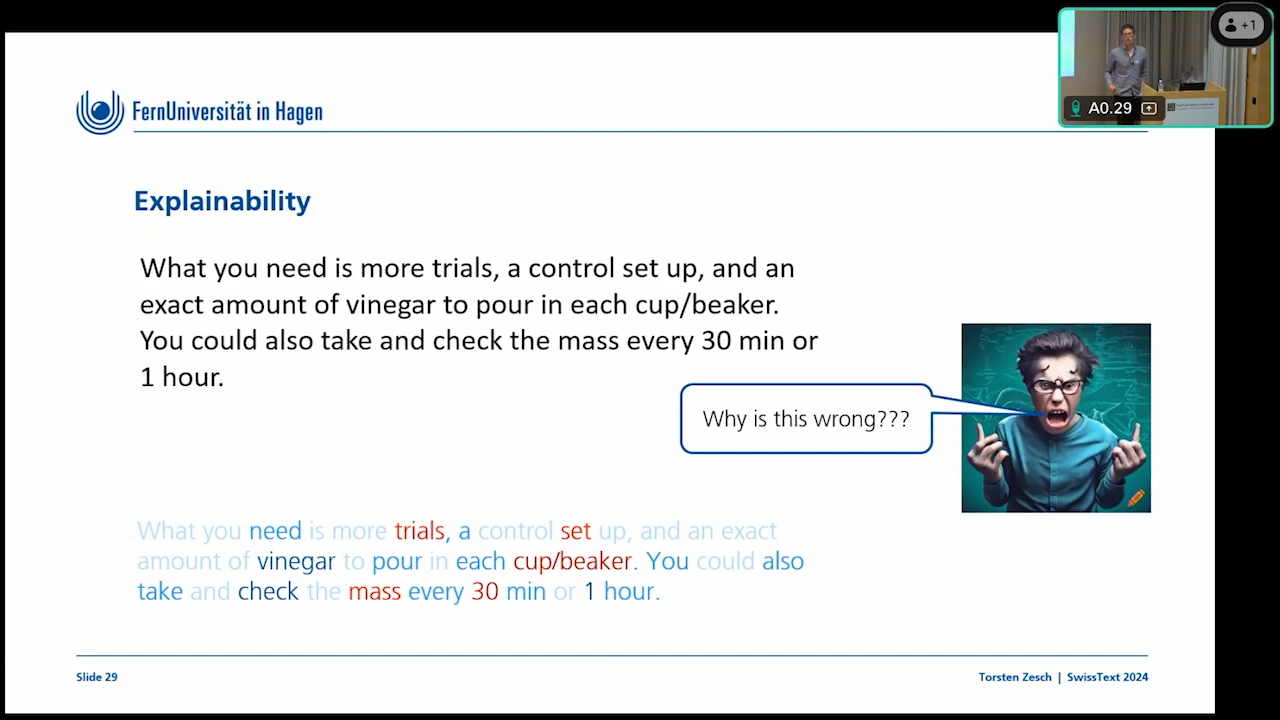 +1
A0.29
FernUniversität in Hagen
Explainability
What you need is more trials, a control set up, and an
exact amount of vinegar to pour in each cup/beaker.
You could also take and check the mass every 30 min or
1 hour.
Why is this wrong???
What you need is more trials, a control set up, and an exact
amount of vinegar to pour in each cup/beaker. You could also
take and check the mass every 30 min or 1 hour.
Slide 29
Torsten Zesch | SwissText 2024